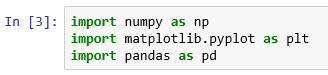 In [3]: import numpy as np
import matplotlib.pyplot as plt
import pandas as pd